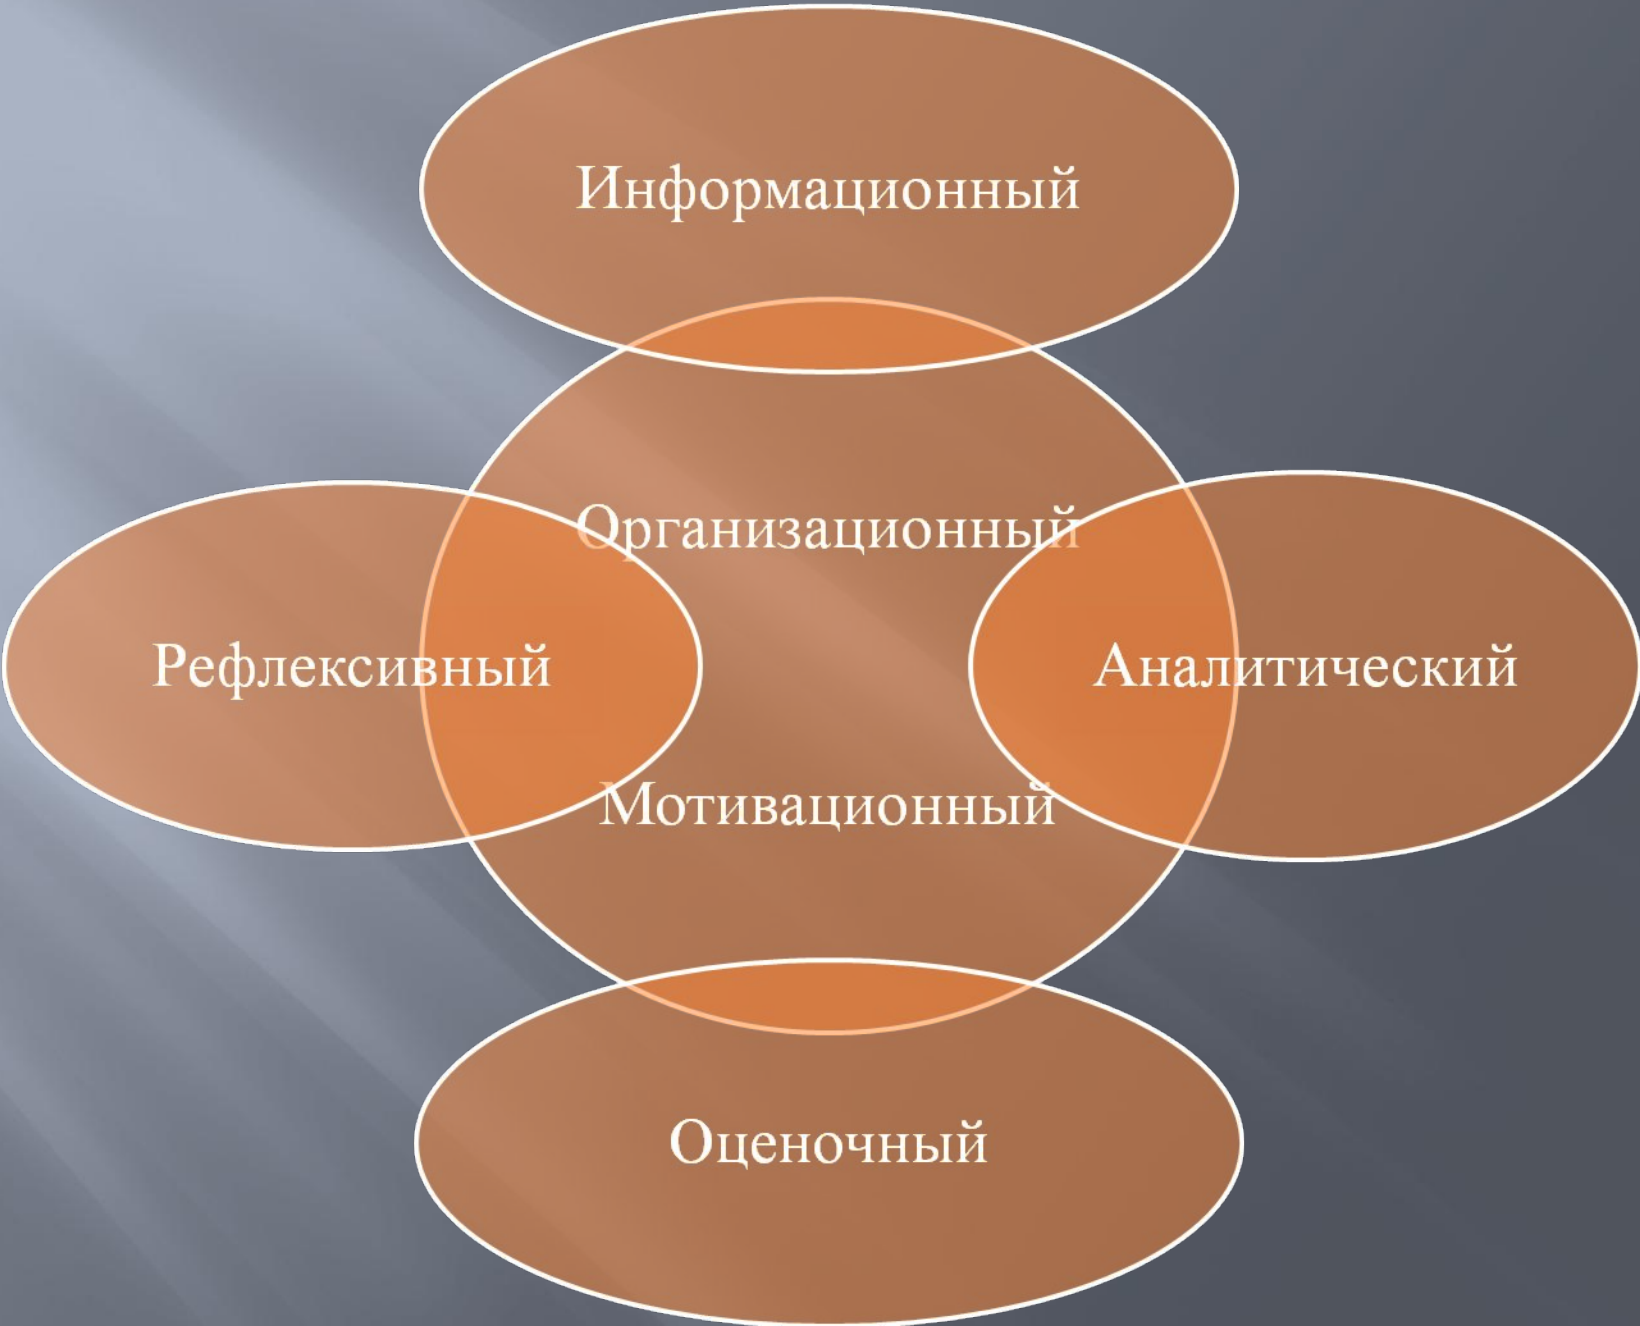 Информационный
Организационный
Рефлексивный
Аналитический
Мотивационный
Оценочный